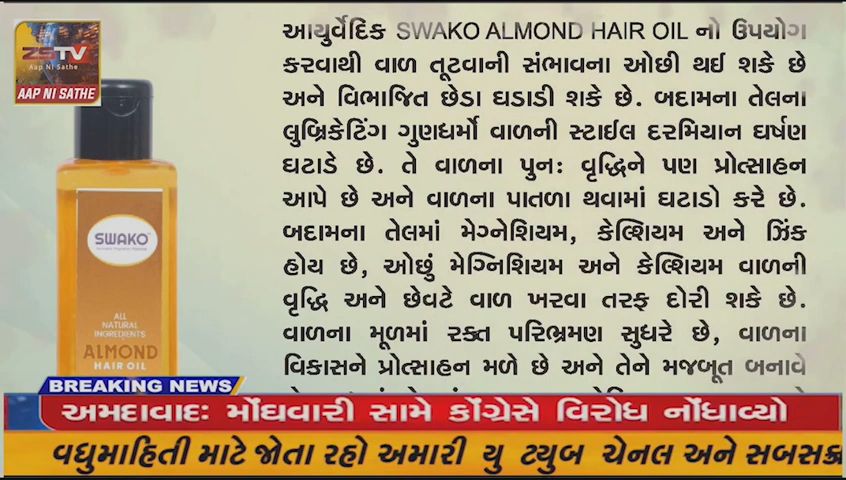 ZSTV
Aap Ni Sathe
AAP NI SATHE
આયુર્વેદિક SWAKO ALMOND HAIR OIL નો ઉપયોગ
કરવાથી વાળ તૂટવાની સંભાવના ઓછી થઈ શકે છે
અને વિભાજિત છેડા ઘડાડી શકે છે. બદામના તેલના
લુબ્રિકેટિંગ ગુણધર્મો વાળની સ્ટાઈલ દરમિયાન ઘર્ષણ
ઘટાડે છે. તે વાળના પુનઃ વૃદ્ધિને પણ પ્રોત્સાહન
આપે છે અને વાળના પાતળા થવામાં ઘટાડો કરે છે.
બદામના તેલમાં મેગ્નેશિયમ, કેલ્શિયમ અને ઝિંક
હોય છે, ઓછું મેગ્નિશિયમ અને કેલ્શિયમ વાળની
વૃદ્ધિ અને છેવટે વાળ ખરવા તરફ દોરી શકે છે.
વાળના મૂળમાં રક્ત પરિભ્રમણ સુધરે છે, વાળના
વિકાસને પ્રોત્સાહન મળે છે અને તેને મજબૂત બનાવે
SWAKO
ALL
NATURAL
INGREDIENTS
ALMOND
HAIR OIL
BREAKING NEWS
અમદાવાદઃ મોંઘવારી સામે કોંગ્રેસે વિરોધ નોંધાવ્યો
વધુમાહિતી માટે જોતા રહો અમારી યુ ટ્યુબ ચેનલ અને સબસક્ર